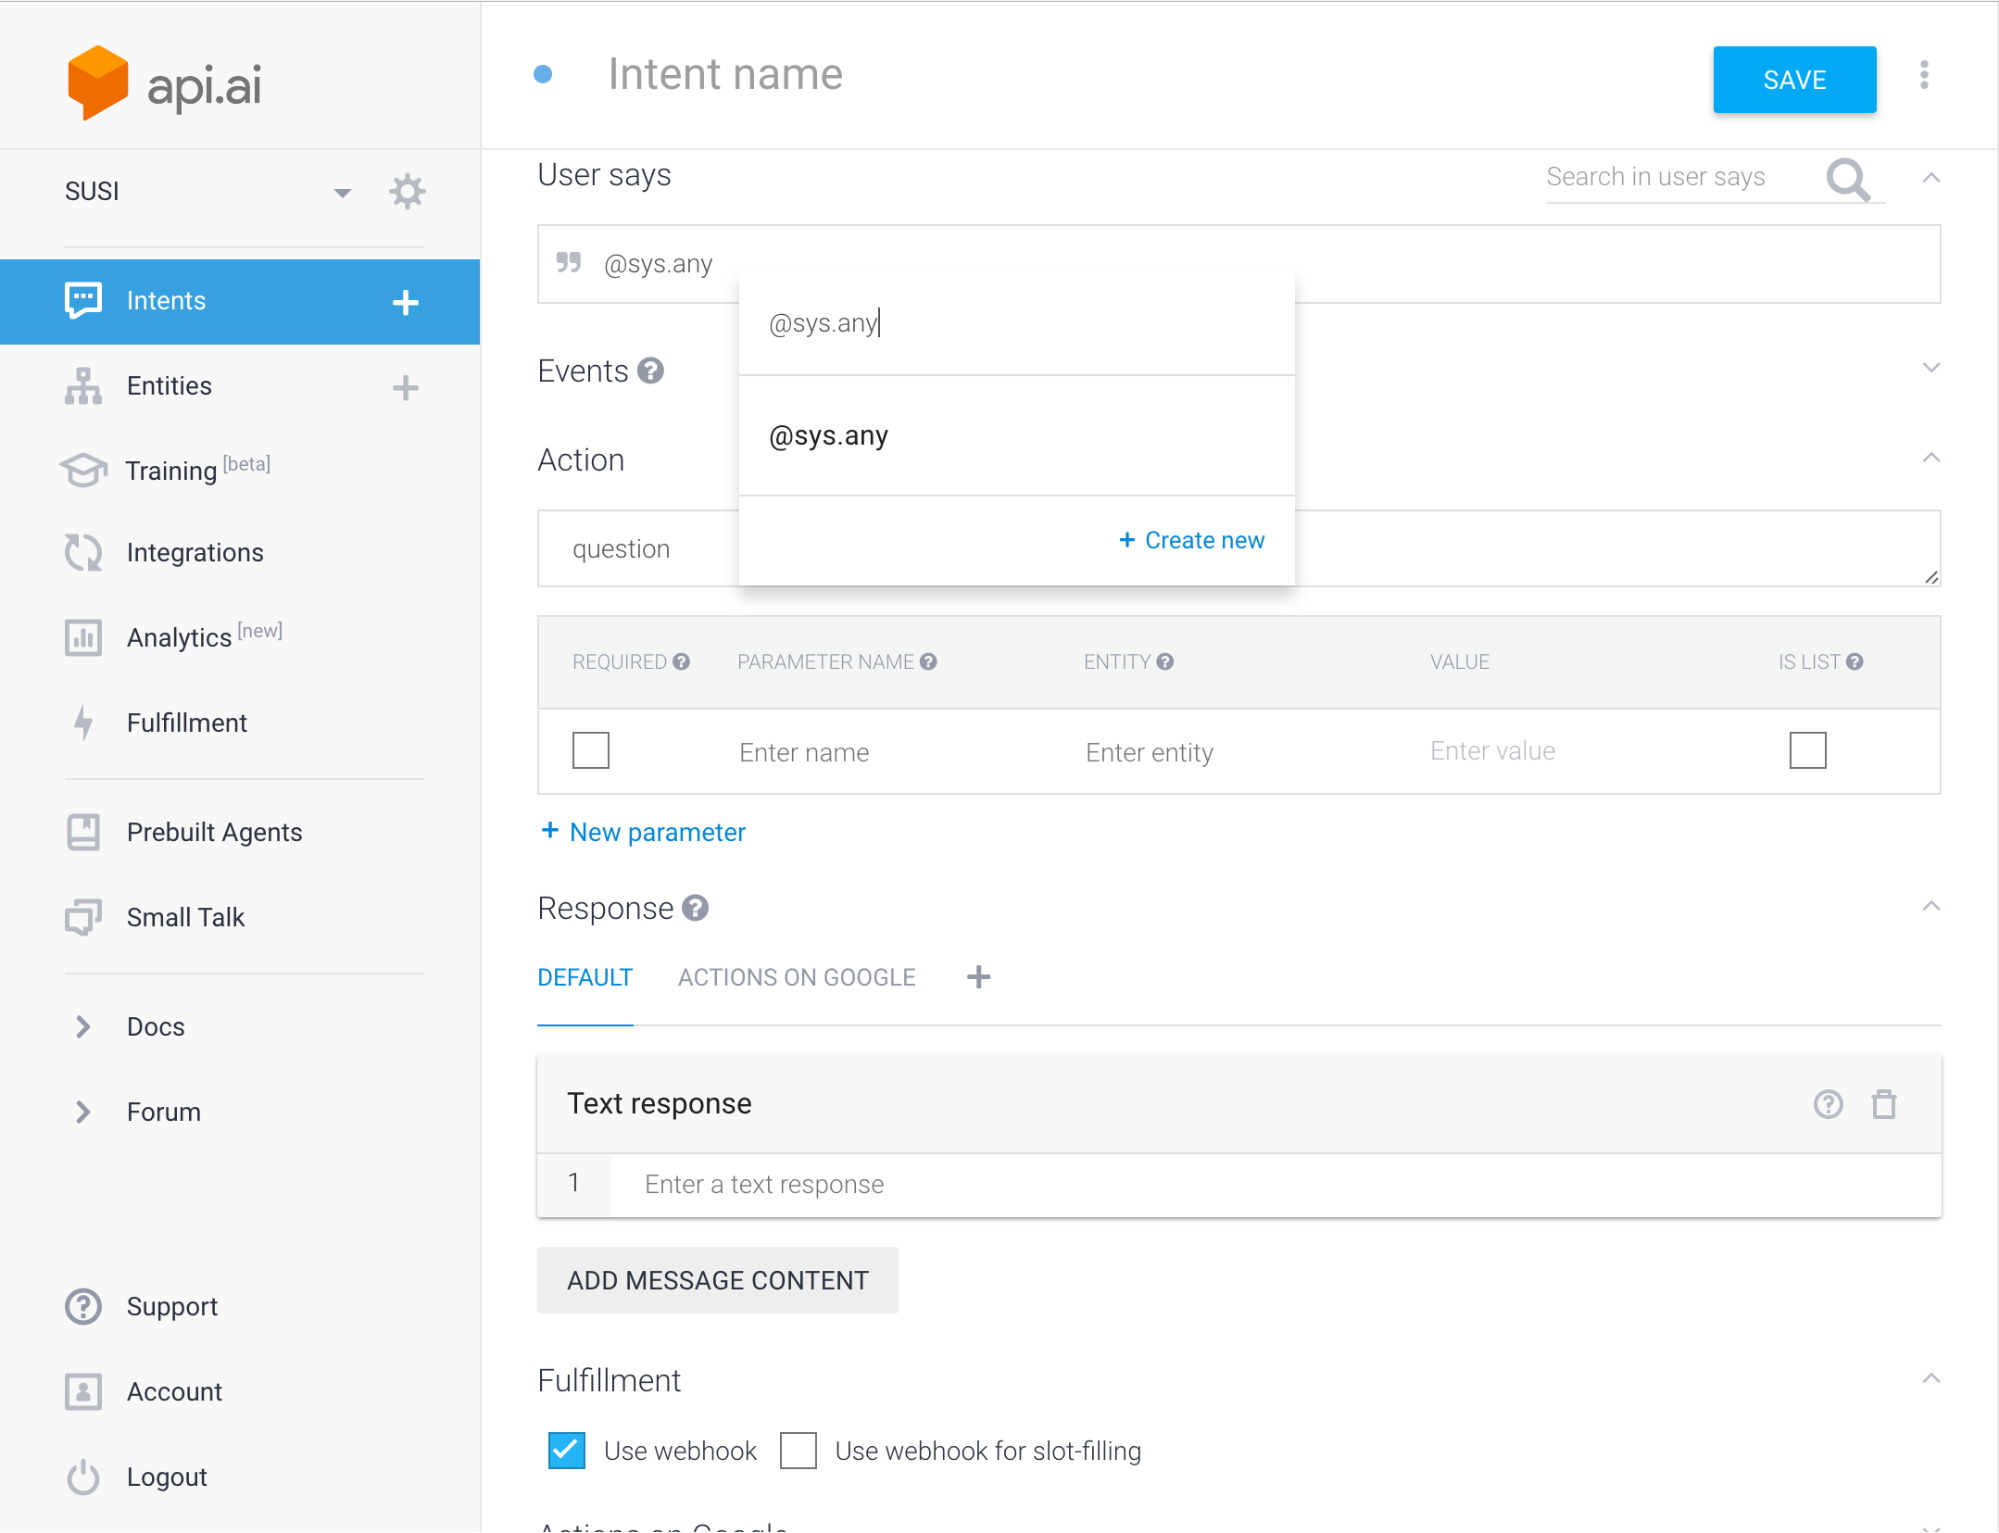 api.ai
SUSI
Intents
Entities
Training [beta]
Integrations
Analytics [new]
Fulfillment
Prebuilt Agents
Small Talk
Docs
Forum
Support
Account
Logout
Intent name
SAVE
User says
Search in user says
@sys.any
@sys.any
@sys.any
+ Create new
Events
Action
question
REQUIRED PARAMETER NAME ENTITY VALUE IS LIST
Enter name Enter entity Enter value
+ New parameter
Response
DEFAULT ACTIONS ON GOOGLE +
Text response
1 Enter a text response
ADD MESSAGE CONTENT
Fulfillment
Use webhook Use webhook for slot-filling
Actions on Google